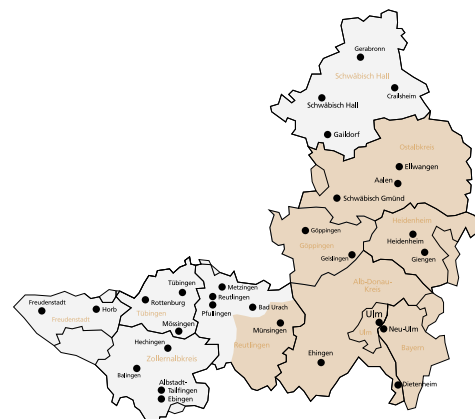 Gerabronn
Schwäbisch Hall
Crailsheim
Schwäbisch Hall
Gaildorf
Ostalbkreis
Ellwangen
Aalen
Schwäbisch Gmünd
Heidenheim
Göppingen
Heidenheim
Göppingen
Giengen
Geislingen
Alb-Donau-
Kreis
Metzingen
Tübingen
Reutlingen
Rottenburg
Freudenstadt
Horb
Bad Urach
Tübingen
Pfullingen
Freudenstadt
Mössingen
Münsingen
Ulm
Ulm
Neu-Ulm
Hechingen
Reutlingen
Bayern
Zollernalbkreis
Ehingen
Balingen
Albstadt-
Tailfingen
Ebingen
Dietenheim